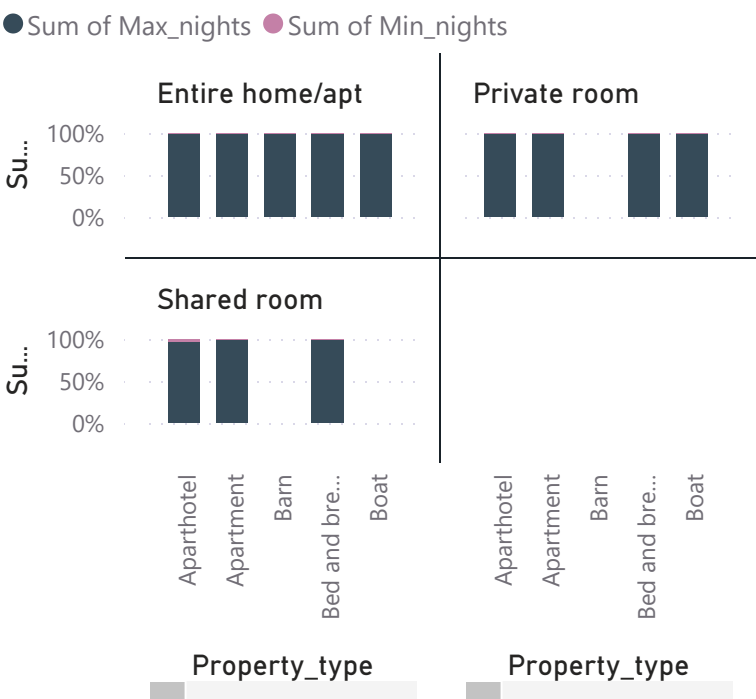 Sum of Max_nights Sum of Min_nights
Entire home/apt
Private room
Su...
100%
50%
0%
Shared room
Su...
100%
50%
0%
Aparthotel
Apartment
Barn
Bed and bre...
Boat
Aparthotel
Apartment
Barn
Bed and bre...
Boat
Property_type
Property_type